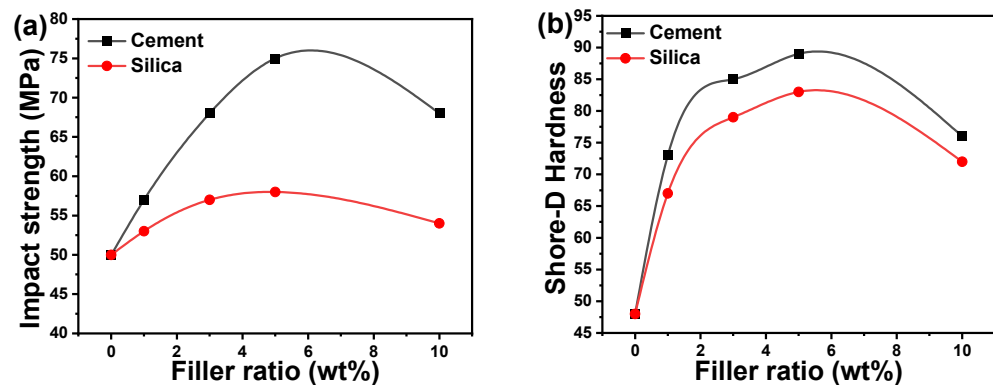 (a)
Cement
Silica
Impact strength (MPa)
80
75
70
65
60
55
50
45
40
0 2 4 6 8 10
Filler ratio (wt%)
(b)
Cement
Silica
Shore-D Hardness
95
90
85
80
75
70
65
60
55
50
45
0 2 4 6 8 10
Filler ratio (wt%)